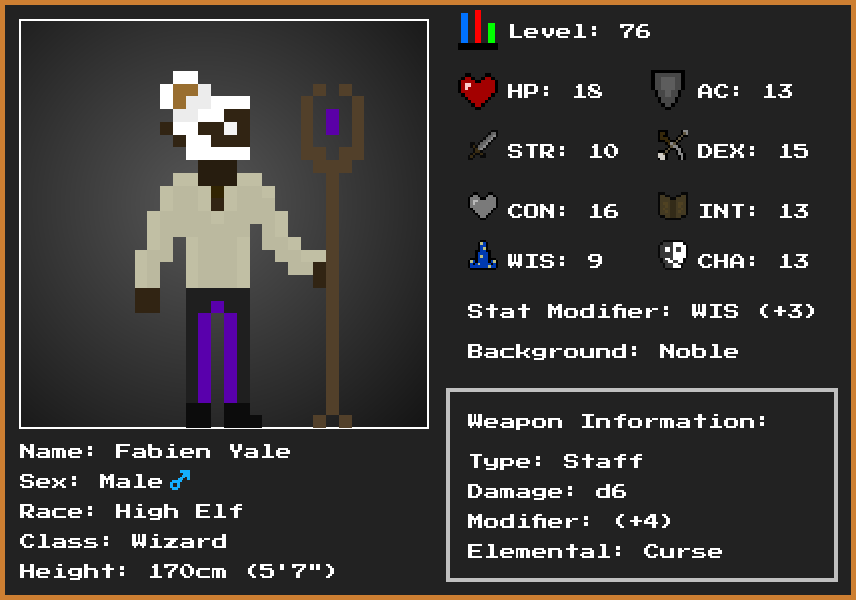 Level: 76
HP: 18 AC: 13
STR: 10 DEX: 15
CON: 16 INT: 13
WIS: 9 CHA: 13
Stat Modifier: WIS (+3)
Background: Noble
Weapon Information:
Type: Staff
Damage: d6
Modifier: (+4)
Elemental: Curse
Name: Fabien Yale
Sex: Male♂
Race: High Elf
Class: Wizard
Height: 170cm (5'7")